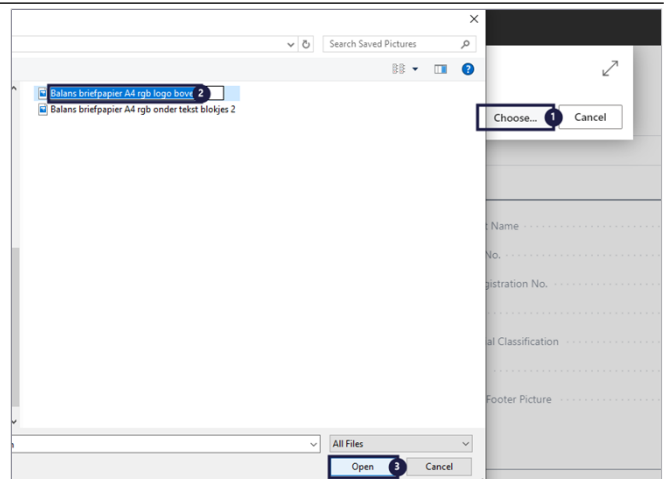 Search Saved Pictures
Balans briefpapier A4 rgb logo bove 2
Balans briefpapier A4 rgb onder tekst blokjes 2
Choose... 1 Cancel
Name
No.
gistration No.
al Classification
Footer Picture
All Files
Open 3 Cancel